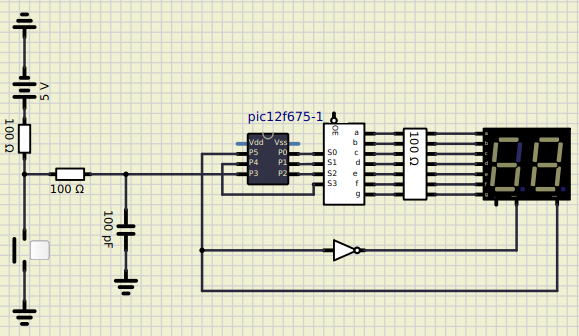 5 V
100 Ω
100 Ω
100 pF
pic12f675-1
Vdd Vss
P5 P0
P4 P1
P3 P2
OE
S0
S1
S2
S3
a
b
c
d
e
f
g
100 Ω